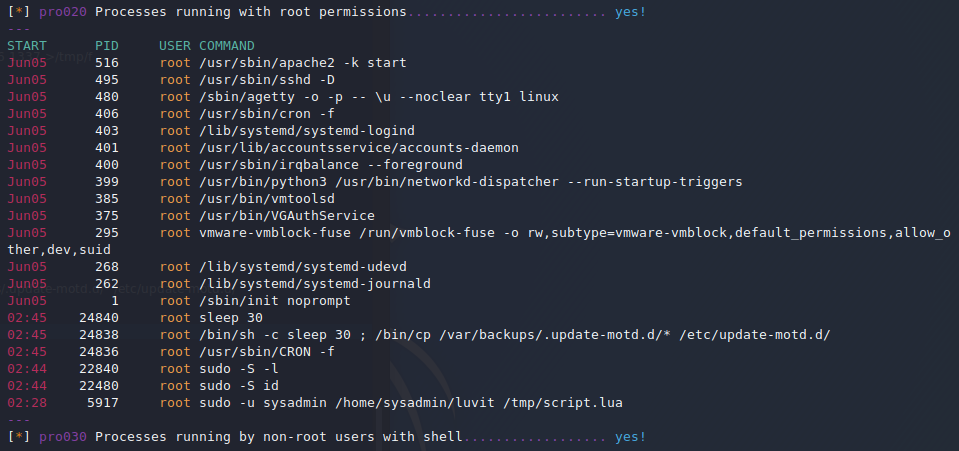 [*] pro020 Processes running with root permissions......................... yes!
---
START      PID     USER COMMAND
Jun05      516     root /usr/sbin/apache2 -k start
Jun05      495     root /usr/sbin/sshd -D
Jun05      480     root /sbin/agetty -o -p -- \u --noclear tty1 linux
Jun05      406     root /usr/sbin/cron -f
Jun05      403     root /lib/systemd/systemd-logind
Jun05      401     root /usr/lib/accountsservice/accounts-daemon
Jun05      400     root /usr/sbin/irqbalance --foreground
Jun05      399     root /usr/bin/python3 /usr/bin/networkd-dispatcher --run-startup-triggers
Jun05      385     root /usr/bin/vmtoolsd
Jun05      375     root /usr/bin/VGAuthService
Jun05      295     root vmware-vmblock-fuse /run/vmblock-fuse -o rw,subtype=vmware-vmblock,default_permissions,allow_o
ther,dev,suid
Jun05      268     root /lib/systemd/systemd-udevd
Jun05      262     root /lib/systemd/systemd-journald
Jun05        1     root /sbin/init noprompt
02:45    24840     root sleep 30
02:45    24838     root /bin/sh -c sleep 30 ; /bin/cp /var/backups/.update-motd.d/* /etc/update-motd.d/
02:45    24836     root /usr/sbin/CRON -f
02:44    22840     root sudo -S -l
02:44    22480     root sudo -S id
02:28     5917     root sudo -u sysadmin /home/sysadmin/luvit /tmp/script.lua
---
[*] pro030 Processes running by non-root users with shell.................. yes!